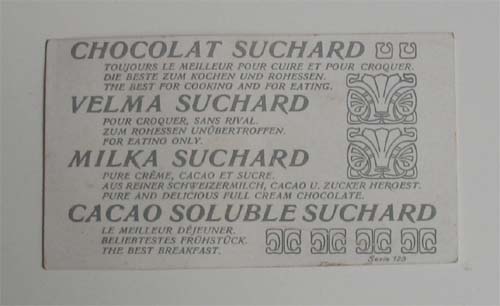 CHOCOLAT SUCHARD
TOUJOURS LE MEILLEUR POUR CUIRE ET POUR CROQUER.
DIE BESTE ZUM KOCHEN UND ROHESSEN.
THE BEST FOR COOKING AND FOR EATING.
VELMA SUCHARD
POUR CROQUER, SANS RIVAL.
ZUM ROHESSEN UNÜBERTROFFEN.
FOR EATING ONLY.
MILKA SUCHARD
PURE CRÈME, CACAO ET SUCRE.
AUS REINER SCHWEIZERMILCH, CACAO U. ZUCKER HERGEST.
PURE AND DELICIOUS FULL CREAM CHOCOLATE.
CACAO SOLUBLE SUCHARD
LE MEILLEUR DÉJEUNER.
BELIEBTESTES FRÜHSTÜCK.
THE BEST BREAKFAST.
Serie 123